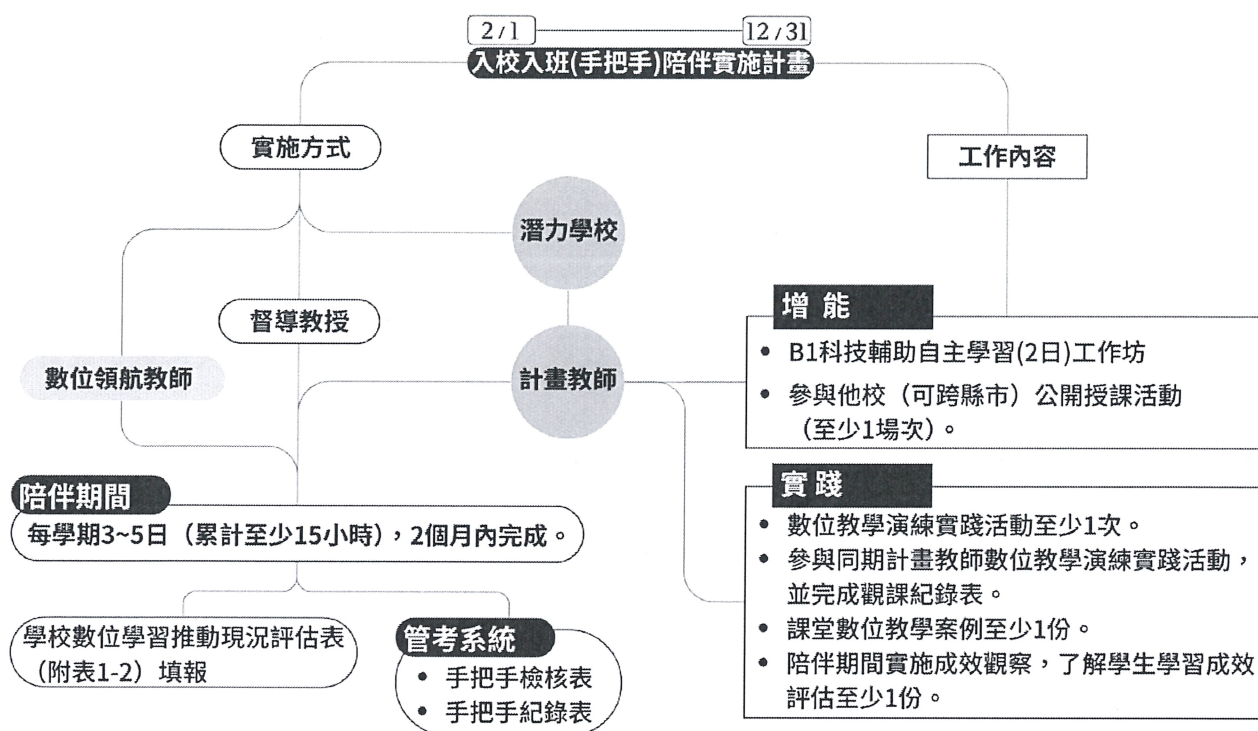 2/1
12/31
入校入班(手把手)陪伴實施計畫
實施方式
工作內容
潛力學校
督導教授
數位領航教師
計畫教師
增能
• B1科技輔助自主學習(2日)工作坊
• 參與他校（可跨縣市）公開授課活動
（至少1場次）。
陪伴期間
每學期3~5日（累計至少15小時），2個月內完成。
實踐
• 數位教學演練實踐活動至少1次。
• 參與同期計畫教師數位教學演練實踐活動，
並完成觀課紀錄表。
• 課堂數位教學案例至少1份。
• 陪伴期間實施成效觀察，了解學生學習成效
評估至少1份。
學校數位學習推動現況評估表
（附表1-2）填報
管考系統
• 手把手檢核表
• 手把手紀錄表